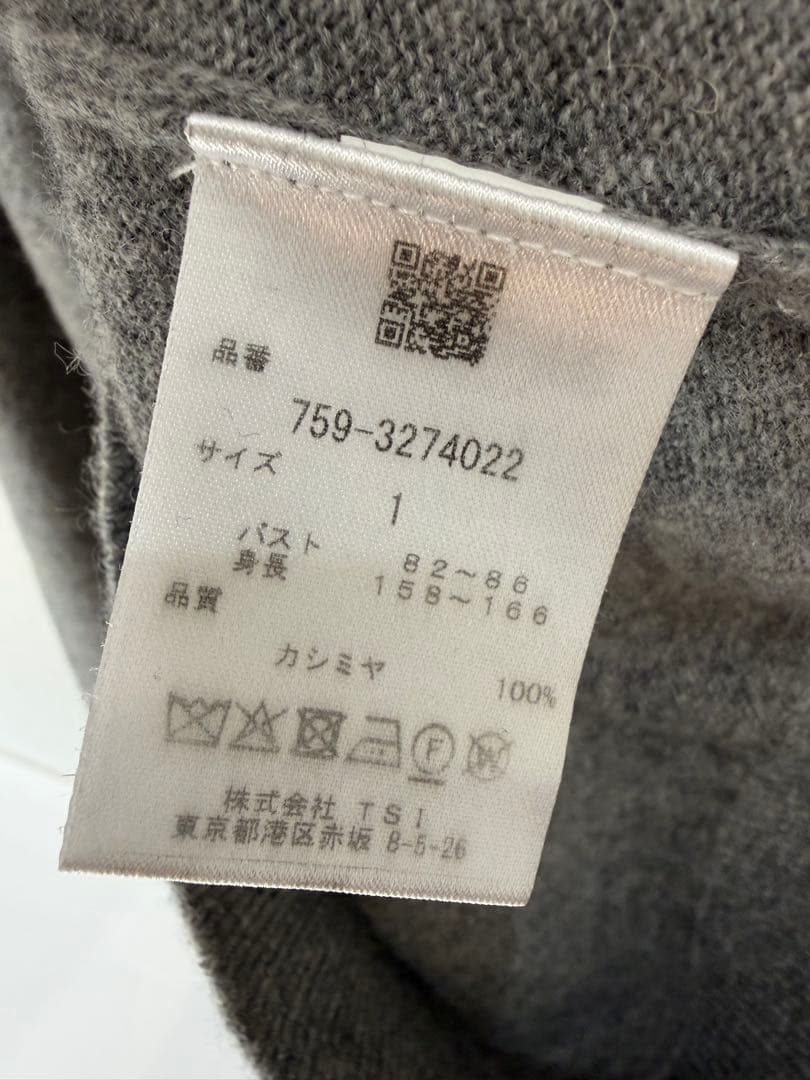 品番
759-3274022
サイズ
1
バスト 82～86
身長 158～166
品質
カシミヤ 100%
株式会社 TSI
東京都港区赤坂 8-5-26